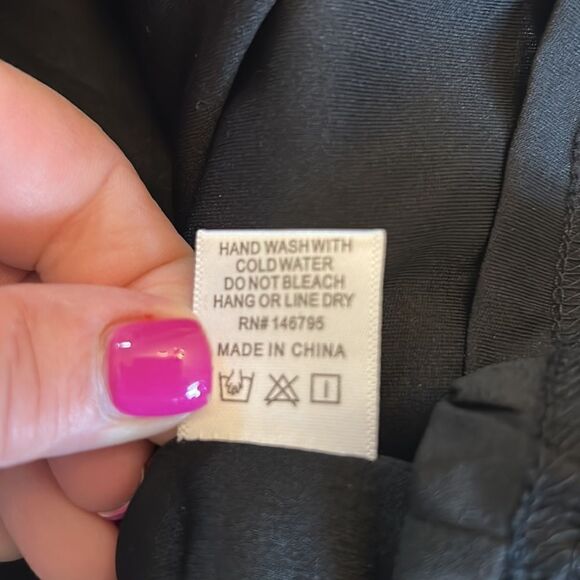 HAND WASH WITH
COLD WATER
DO NOT BLEACH
HANG OR LINE DRY
RN# 146795
MADE IN CHINA